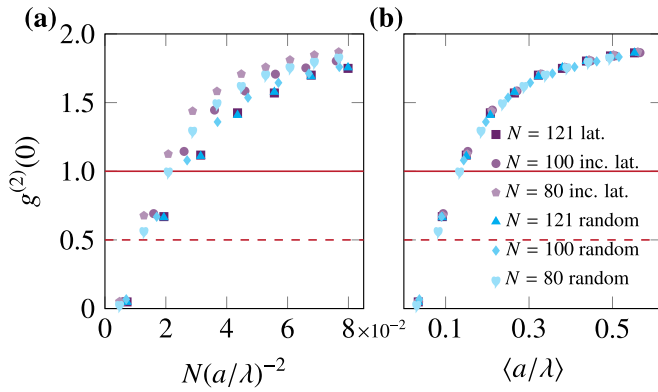 (a)
(b)
2.0
1.5
1.0
0.5
0
g^{(2)}(0)
0 2 4 6 8 ×10^{-2}
N(a/λ)^{-2}
N = 121 lat.
N = 100 inc. lat.
N = 80 inc. lat.
N = 121 random
N = 100 random
N = 80 random
0.1 0.3 0.5
⟨a/λ⟩